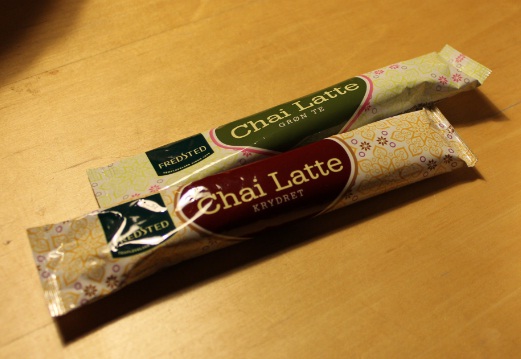 FREDSTED
Chai Latte
GRØN TE
FREDSTED
Chai Latte
KRYDRET